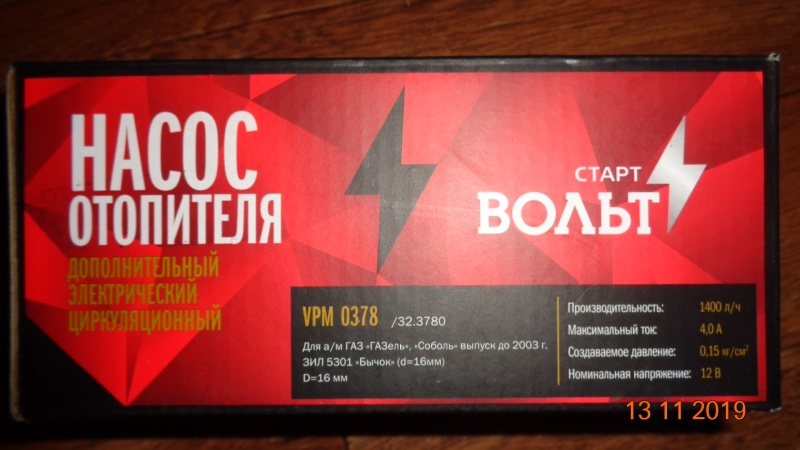 НАСОС
ОТОПИТЕЛЯ
ДОПОЛНИТЕЛЬНЫЙ
ЭЛЕКТРИЧЕСКИЙ
ЦИРКУЛЯЦИОННЫЙ
СТАРТ
ВОЛЬТ
VPM 0378 /32.3780
Для а/м ГАЗ «ГАЗель», «Соболь» выпуск до 2003 г.
ЗИЛ 5301 «Бычок» (d=16мм)
D=16 мм
Производительность: 1400 л/ч
Максимальный ток: 4,0 А
Создаваемое давление: 0,15 кг/см²
Номинальная напряжение: 12 В
13 11 2019